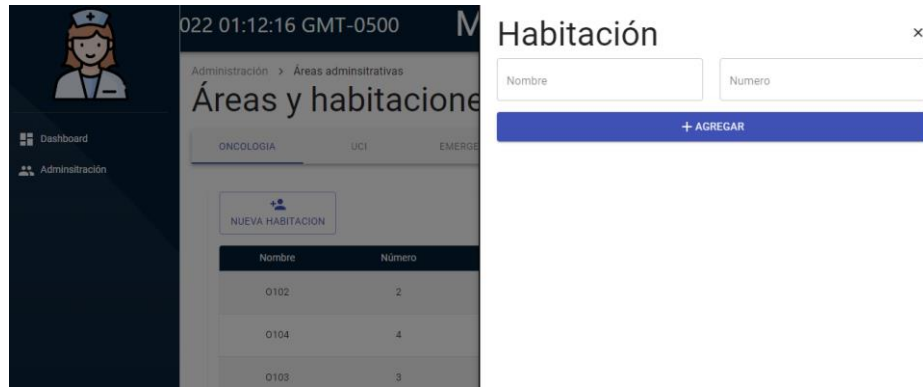 022 01:12:16 GMT-0500
M
Administración > Áreas adminsitrativas
Áreas y habitacione
Dashboard
Adminsitración
ONCOLOGIA UCI EMERGE
NUEVA HABITACION
Nombre Número
O102 2
O104 4
O103 3
Habitación ×
Nombre Numero
+ AGREGAR